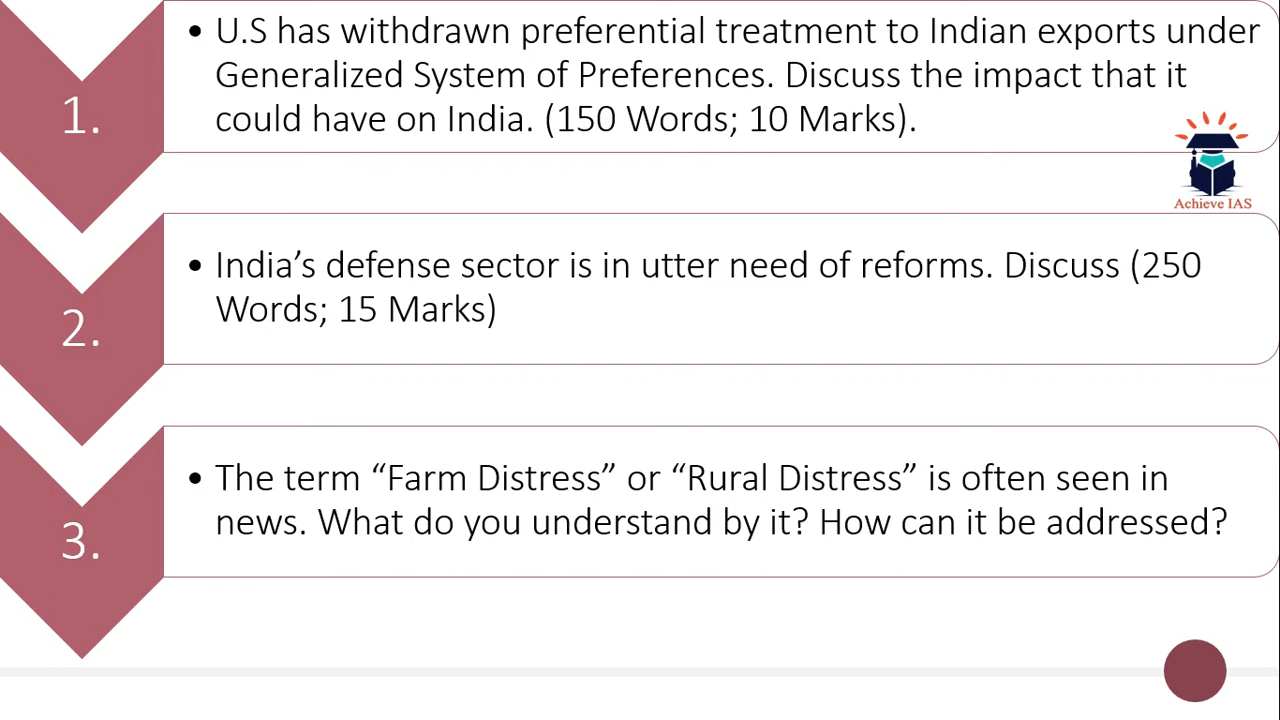 1.
• U.S has withdrawn preferential treatment to Indian exports under
Generalized System of Preferences. Discuss the impact that it
could have on India. (150 Words; 10 Marks).
Achieve IAS
2.
• India’s defense sector is in utter need of reforms. Discuss (250
Words; 15 Marks)
3.
• The term “Farm Distress” or “Rural Distress” is often seen in
news. What do you understand by it? How can it be addressed?